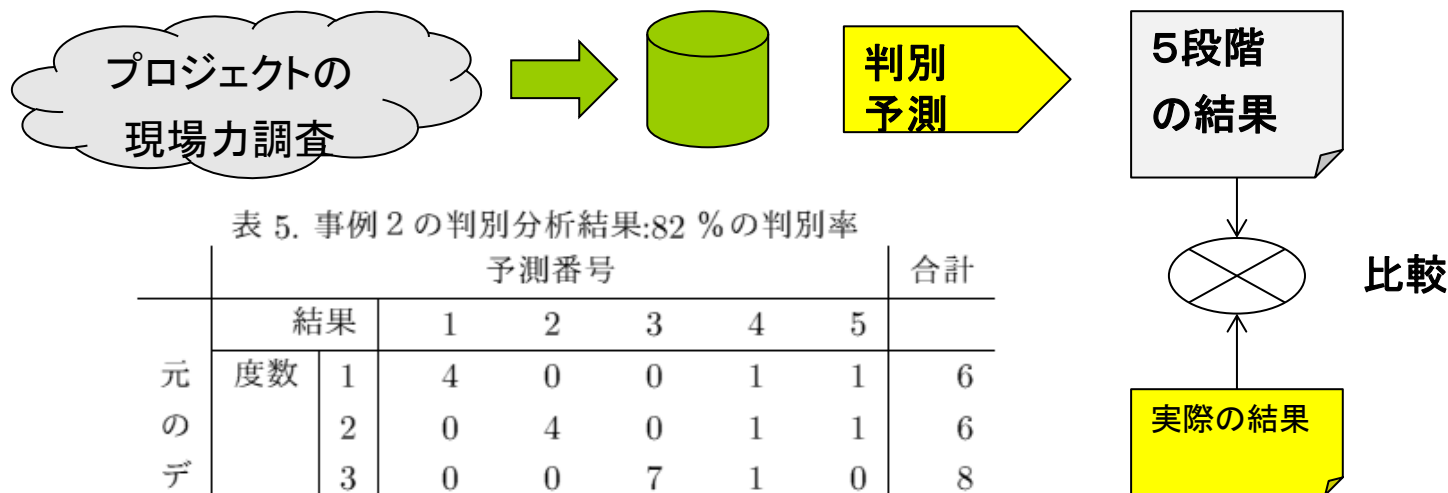 プロジェクトの
現場力調査
判別
予測
５段階
の結果
比較
実際の結果
表 5. 事例２の判別分析結果:82 %の判別率
予測番号 合計
結果 1 2 3 4 5
元 度数 1 4 0 0 1 1 6
の 2 0 4 0 1 1 6
デ 3 0 0 7 1 0 8